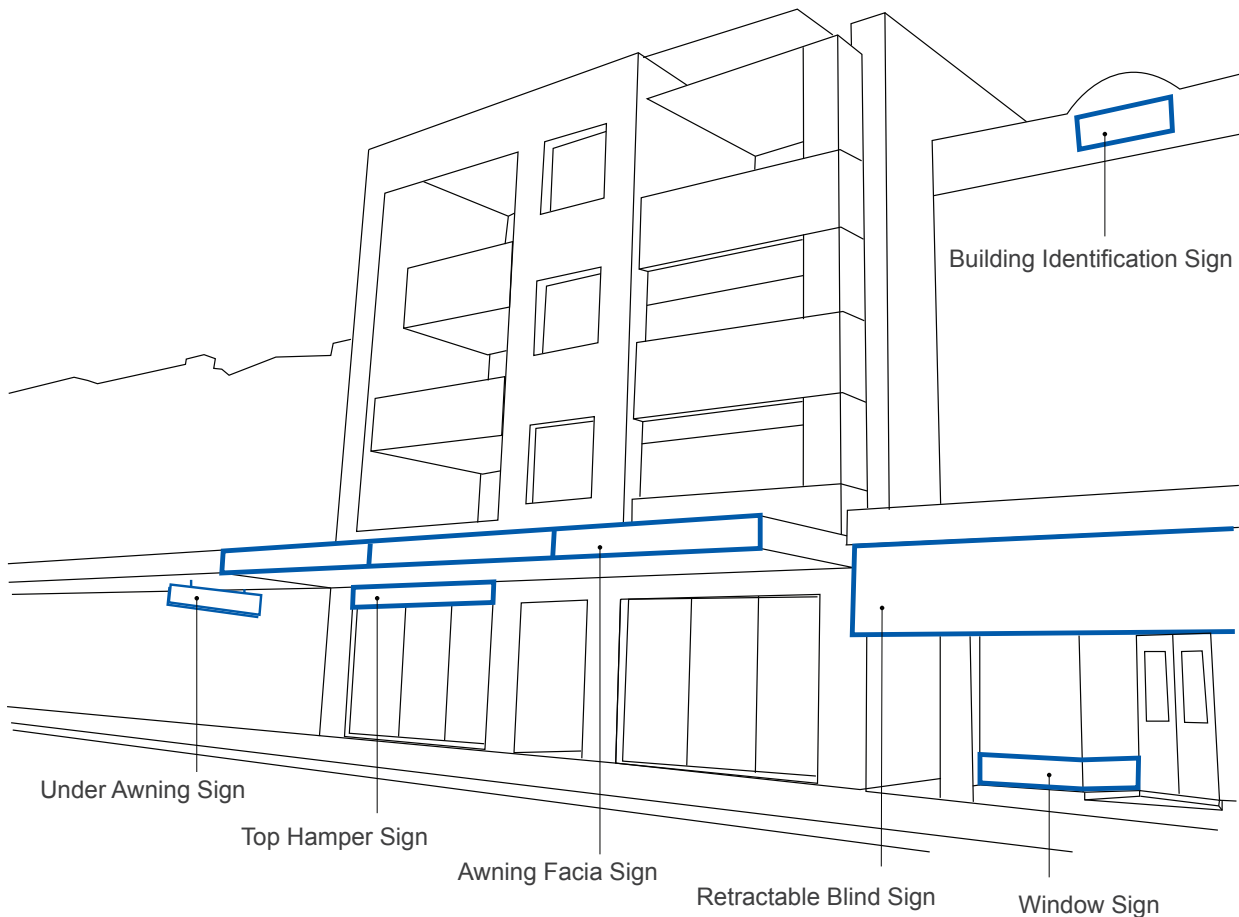 Building Identification Sign
Under Awning Sign
Top Hamper Sign
Awning Facia Sign
Retractable Blind Sign
Window Sign